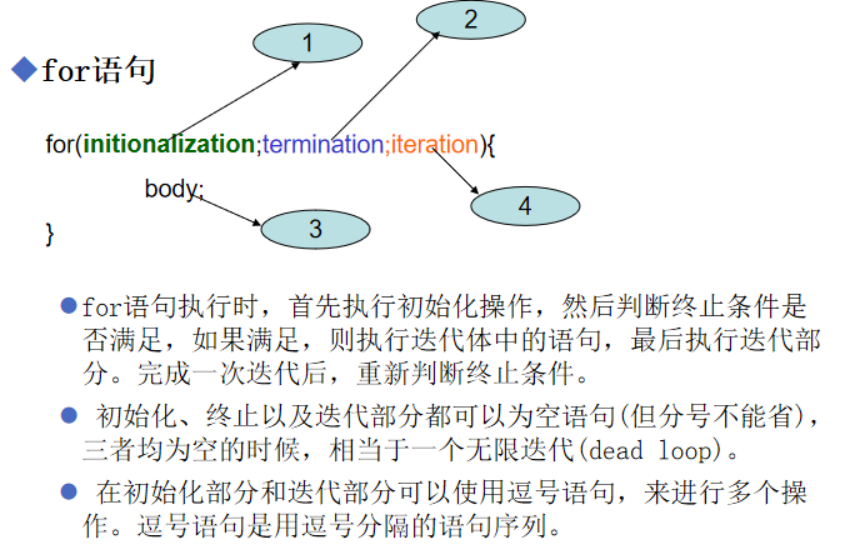 1
2
◆for语句
for(initionalization;termination;iteration){
body;
4
3
}
●for语句执行时，首先执行初始化操作，然后判断终止条件是
否满足，如果满足，则执行迭代体中的语句，最后执行迭代部
分。完成一次迭代后，重新判断终止条件。
● 初始化、终止以及迭代部分都可以为空语句(但分号不能省)，
三者均为空的时候，相当于一个无限迭代(dead loop)。
● 在初始化部分和迭代部分可以使用逗号语句，来进行多个操
作。逗号语句是用逗号分隔的语句序列。